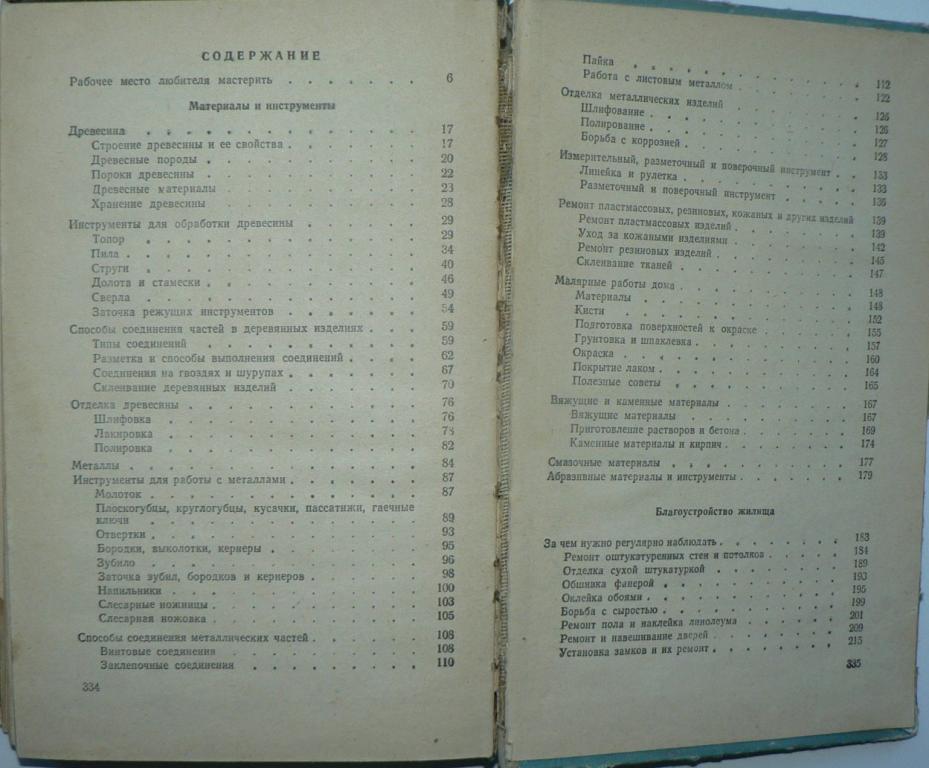 СОДЕРЖАНИЕ
Рабочее место любителя мастерить . . . . . . . 6
Материалы и инструменты
Древесина . . . . . . . . . . . 17
Строение древесины и ее свойства . . . . . . 17
Древесные породы . . . . . . . . . 20
Пороки древесины . . . . . . . . . 22
Древесные материалы . . . . . . . . 23
Хранение древесины . . . . . . . . 28
Инструменты для обработки древесины . . . . . 29
Топор . . . . . . . . . . . 29
Пила . . . . . . . . . . . . 34
Струги . . . . . . . . . . . 40
Долота и стамески . . . . . . . . . 46
Сверла . . . . . . . . . . . 49
Заточка режущих инструментов . . . . . . 54
Способы соединения частей в деревянных изделиях . . . 59
Типы соединений . . . . . . . . . 59
Разметка и способы выполнения соединений . . . . 62
Соединения на гвоздях и шурупах . . . . . . 67
Склеивание деревянных изделий . . . . . . 70
Отделка древесины . . . . . . . . . 76
Шлифовка . . . . . . . . . . 76
Лакировка . . . . . . . . . . 78
Полировка . . . . . . . . . . 82
Металлы . . . . . . . . . . . . 84
Инструменты для работы с металлами . . . . . . 87
Молоток . . . . . . . . . . . 87
Плоскогубцы, круглогубцы, кусачки, пассатижи, гаечные
ключи . . . . . . . . . . . 89
Отвертки . . . . . . . . . . . 93
Бородки, выколотки, кернеры . . . . . . . 95
Зубило . . . . . . . . . . . 96
Заточка зубил, бородков и кернеров . . . . . 98
Напильники . . . . . . . . . . 100
Слесарные ножницы . . . . . . . . . 103
Слесарная ножовка . . . . . . . . . 105
Способы соединения металлических частей . . . . . 108
Винтовые соединения . . . . . . . . 108
Заклепочные соединения . . . . . . . 110
334
Пайка . . . . . . . . . . 112
Работа с листовым металлом . . . . . . 122
Отделка металлических изделий . . . . . . 126
Шлифование . . . . . . . . . . 126
Полирование . . . . . . . . . . 127
Борьба с коррозией . . . . . . . . 128
Измерительный, разметочный и поверочный инструмент . . 133
Линейка и рулетка . . . . . . . . 133
Разметочный и поверочный инструмент . . . . 136
Ремонт пластмассовых, резиновых, кожаных и других изделий 139
Ремонт пластмассовых изделий . . . . . . 139
Уход за кожаными изделиями . . . . . . 142
Ремонт резиновых изделий . . . . . . . 145
Склеивание тканей . . . . . . . . 147
Малярные работы дома . . . . . . . . 148
Материалы . . . . . . . . . . 148
Кисти . . . . . . . . . . . 152
Подготовка поверхностей к окраске . . . . . 155
Грунтовка и шпаклевка . . . . . . . . 157
Окраска . . . . . . . . . . . 160
Покрытие лаком . . . . . . . . . 164
Полезные советы . . . . . . . . . 165
Вяжущие и каменные материалы . . . . . . 167
Вяжущие материалы . . . . . . . . 167
Приготовление растворов и бетона . . . . . . 169
Каменные материалы и кирпич . . . . . . 174
Смазочные материалы . . . . . . . . 177
Абразивные материалы и инструменты . . . . . . 179
Благоустройство жилища
За чем нужно регулярно наблюдать . . . . . . 183
Ремонт оштукатуренных стен и потолков . . . . . 184
Отделка сухой штукатуркой . . . . . . . 189
Обшивка фанерой . . . . . . . . . 193
Оклейка обоями . . . . . . . . . 195
Борьба с сыростью . . . . . . . . . 199
Ремонт пола и наклейка линолеума . . . . . 201
Ремонт и навешивание дверей . . . . . . . 209
Установка замков и их ремонт . . . . . . . 215
335